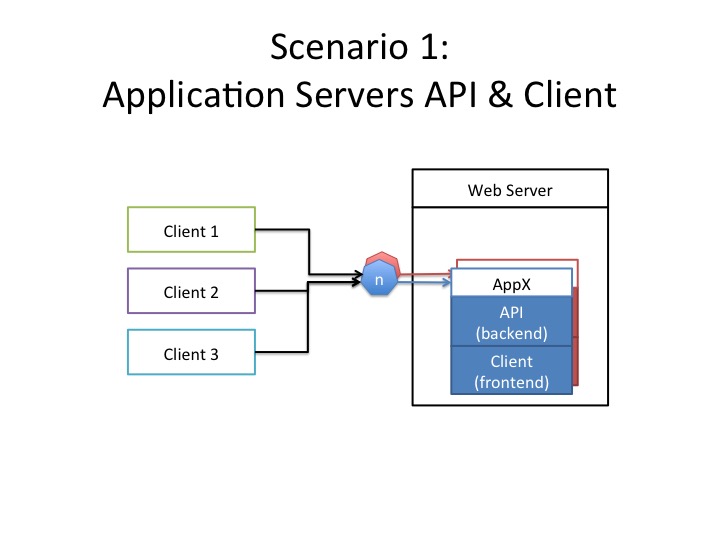 Scenario 1:
Application Servers API & Client
Web Server
Client 1
Client 2
Client 3
n
AppX
API
(backend)
Client
(frontend)